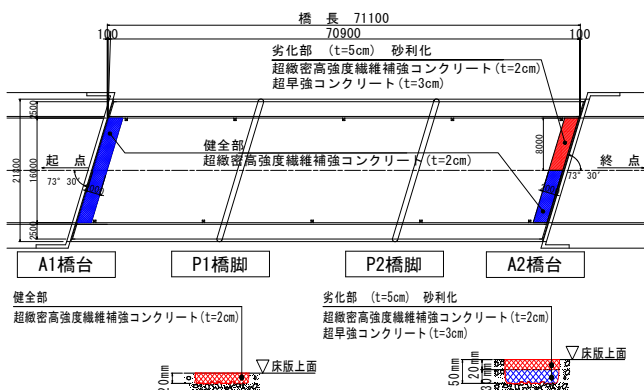 橋 長 71100
100 70900 100
劣化部 (t=5cm) 砂利化
超緻密高強度繊維補強コンクリート(t=2cm)
超早強コンクリート(t=3cm)
2500
健全部
超緻密高強度繊維補強コンクリート(t=2cm)
8000
起 点
終 点
73° 30′
73° 30′
21000
16000
2500
A1橋台
P1橋脚
P2橋脚
A2橋台
健全部
超緻密高強度繊維補強コンクリート(t=2cm)
劣化部 (t=5cm) 砂利化
超緻密高強度繊維補強コンクリート(t=2cm)
超早強コンクリート(t=3cm)
床版上面
床版上面
50mm
20mm